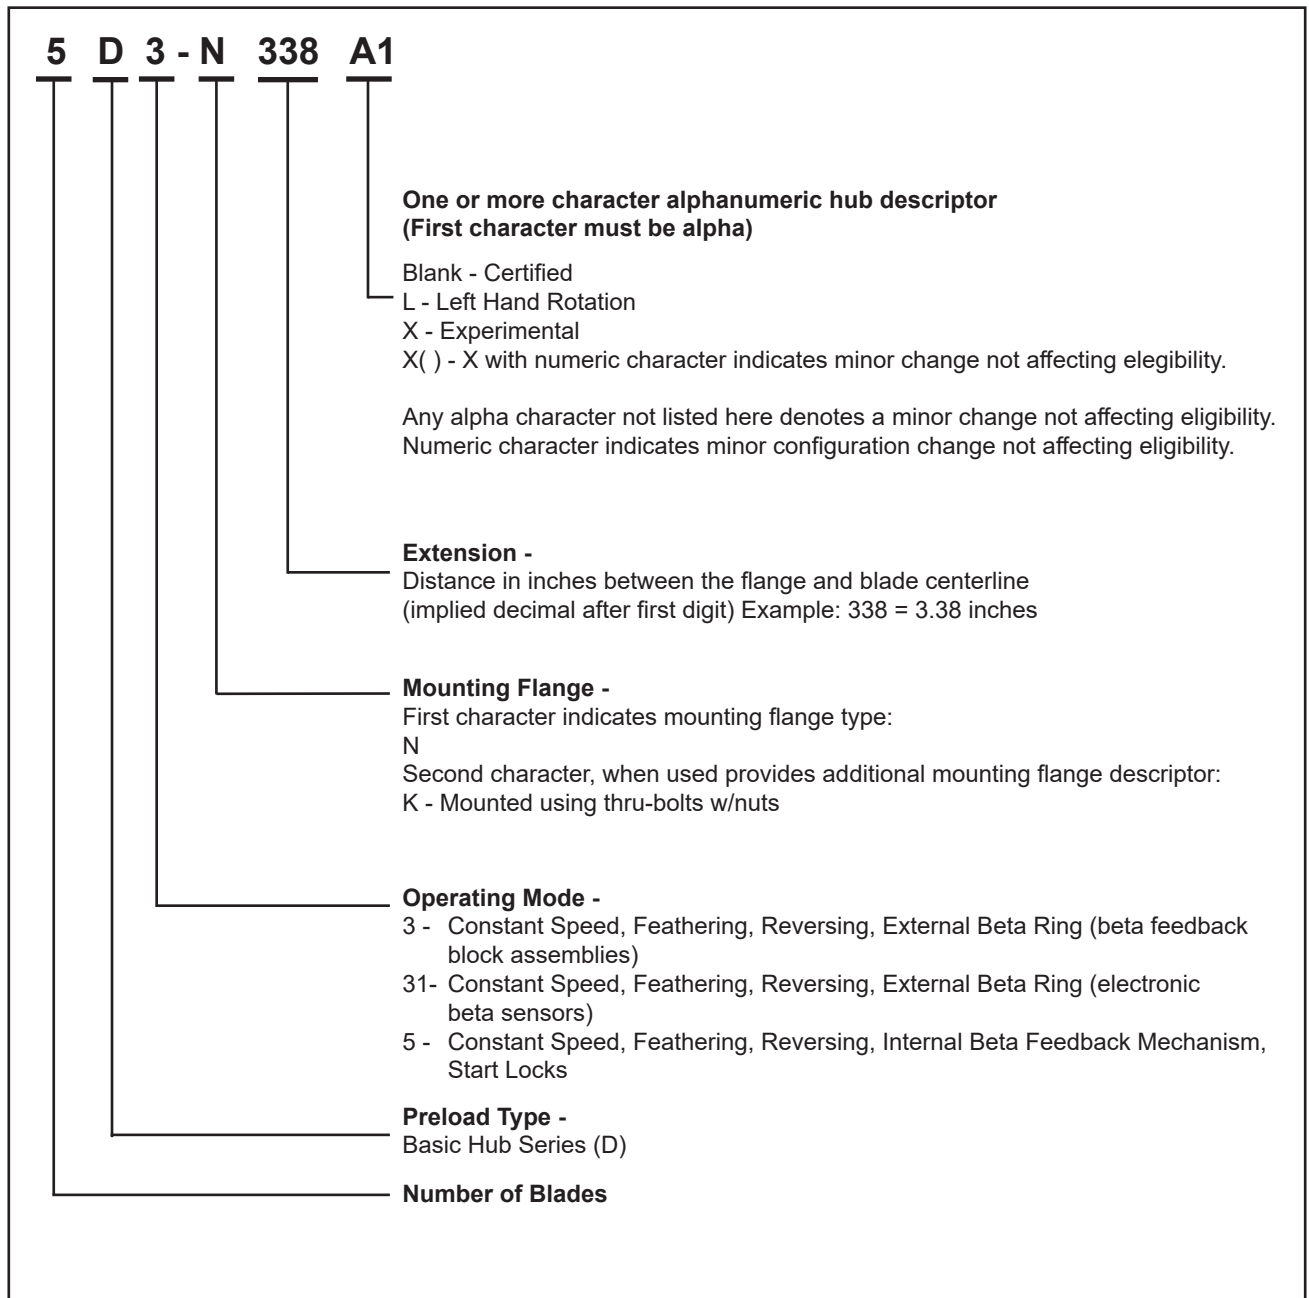 5 D 3 - N 338 A1
One or more character alphanumeric hub descriptor
(First character must be alpha)
Blank - Certified
L - Left Hand Rotation
X - Experimental
X( ) - X with numeric character indicates minor change not affecting elegibility.
Any alpha character not listed here denotes a minor change not affecting eligibility.
Numeric character indicates minor configuration change not affecting eligibility.
Extension -
Distance in inches between the flange and blade centerline
(implied decimal after first digit) Example: 338 = 3.38 inches
Mounting Flange -
First character indicates mounting flange type:
N
Second character, when used provides additional mounting flange descriptor:
K - Mounted using thru-bolts w/nuts
Operating Mode -
3 - Constant Speed, Feathering, Reversing, External Beta Ring (beta feedback
block assemblies)
31- Constant Speed, Feathering, Reversing, External Beta Ring (electronic
beta sensors)
5 - Constant Speed, Feathering, Reversing, Internal Beta Feedback Mechanism,
Start Locks
Preload Type -
Basic Hub Series (D)
Number of Blades